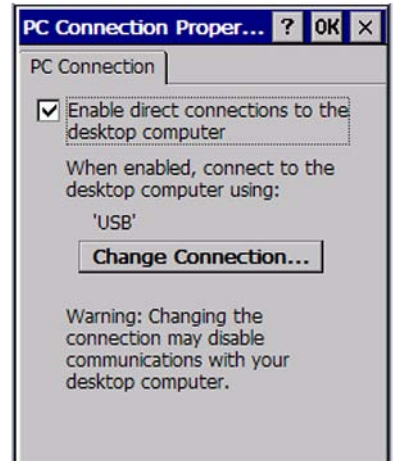 PC Connection Proper... ? OK ×
PC Connection
Enable direct connections to the
desktop computer
When enabled, connect to the
desktop computer using:
'USB'
Change Connection...
Warning: Changing the
connection may disable
communications with your
desktop computer.